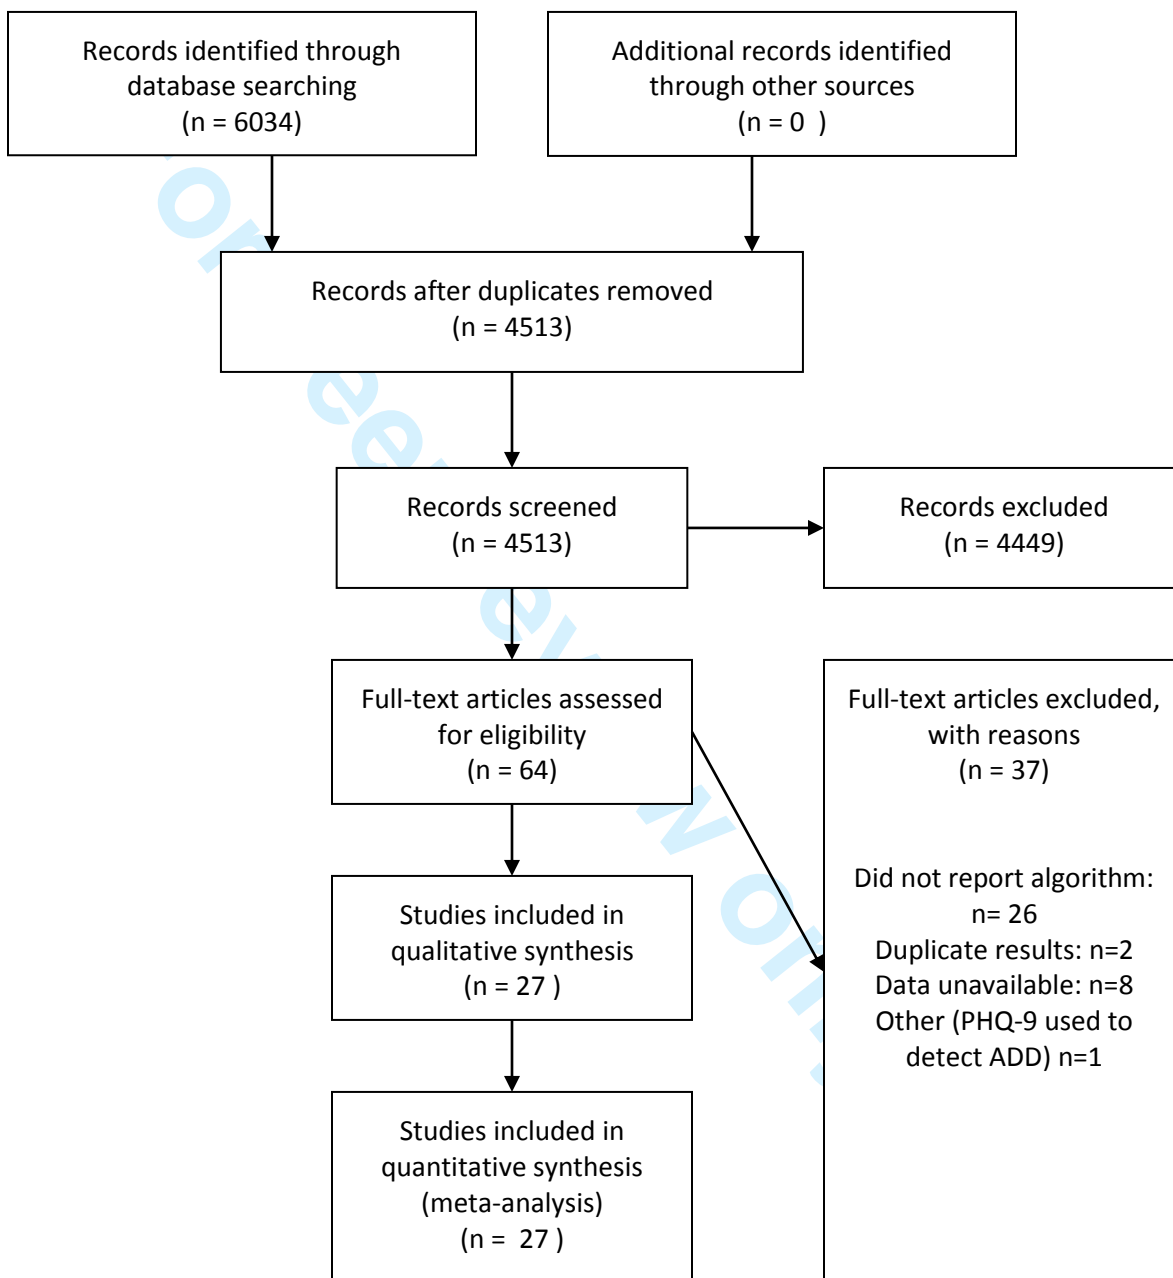 Records identified through
database searching
(n = 6034)
Additional records identified
through other sources
(n = 0 )
Records after duplicates removed
(n = 4513)
Records screened
(n = 4513)
Records excluded
(n = 4449)
Full-text articles assessed
for eligibility
(n = 64)
Full-text articles excluded,
with reasons
(n = 37)
Did not report algorithm:
n= 26
Duplicate results: n=2
Data unavailable: n=8
Other (PHQ-9 used to
detect ADD) n=1
Studies included in
qualitative synthesis
(n = 27 )
Studies included in
quantitative synthesis
(meta-analysis)
(n = 27 )